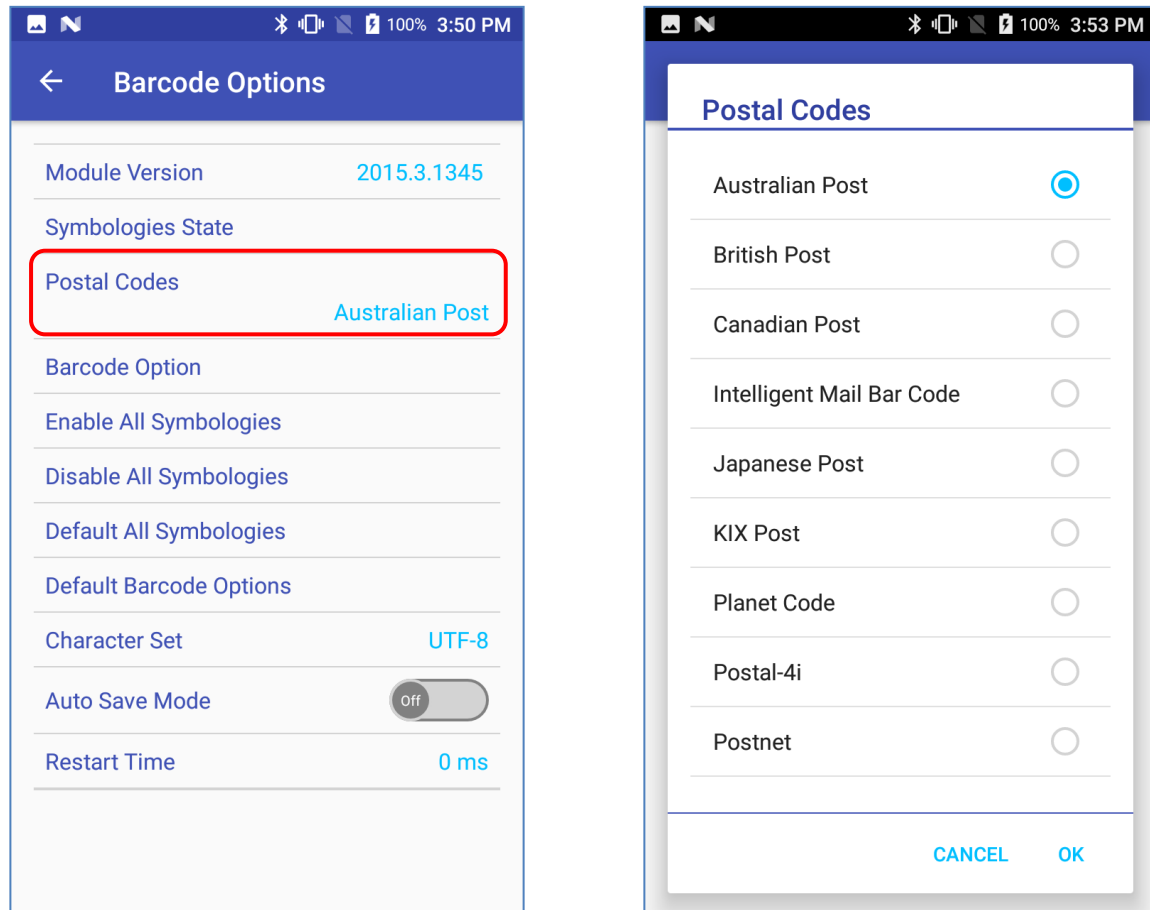 100% 3:50 PM
Barcode Options
Module Version 2015.3.1345
Symbologies State
Postal Codes
Australian Post
Barcode Option
Enable All Symbologies
Disable All Symbologies
Default All Symbologies
Default Barcode Options
Character Set UTF-8
Auto Save Mode Off
Restart Time 0 ms
100% 3:53 PM
Postal Codes
Australian Post
British Post
Canadian Post
Intelligent Mail Bar Code
Japanese Post
KIX Post
Planet Code
Postal-4i
Postnet
CANCEL OK